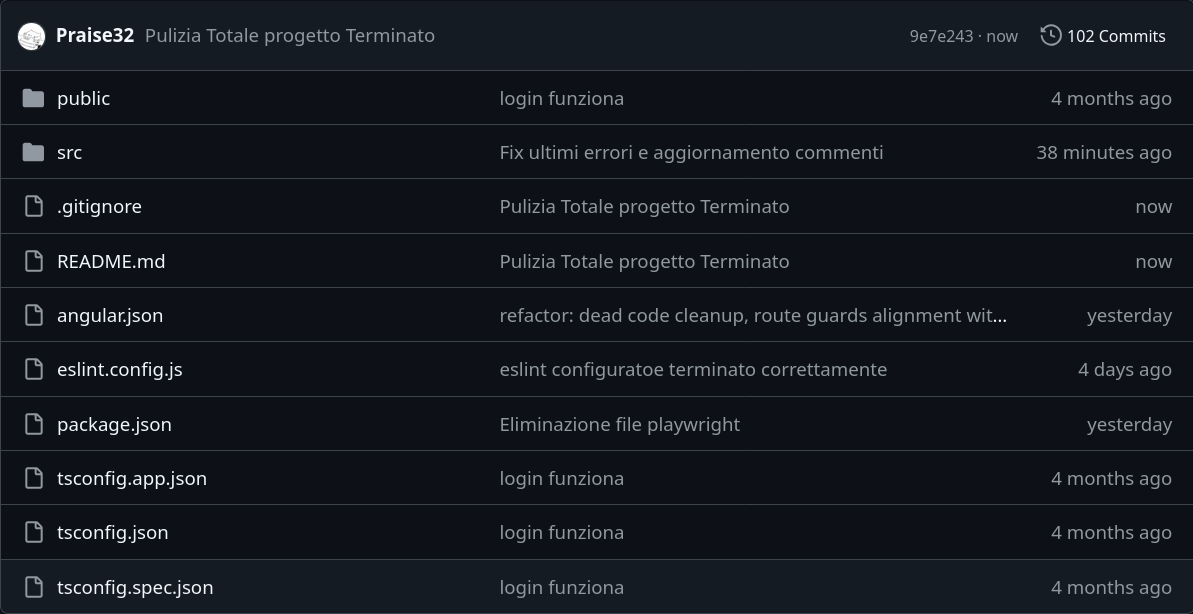 Praise32 Pulizia Totale progetto Terminato 9e7e243 · now 102 Commits
public login funziona 4 months ago
src Fix ultimi errori e aggiornamento commenti 38 minutes ago
.gitignore Pulizia Totale progetto Terminato now
README.md Pulizia Totale progetto Terminato now
angular.json refactor: dead code cleanup, route guards alignment wit... yesterday
eslint.config.js eslint configuratoe terminato correttamente 4 days ago
package.json Eliminazione file playwright yesterday
tsconfig.app.json login funziona 4 months ago
tsconfig.json login funziona 4 months ago
tsconfig.spec.json login funziona 4 months ago